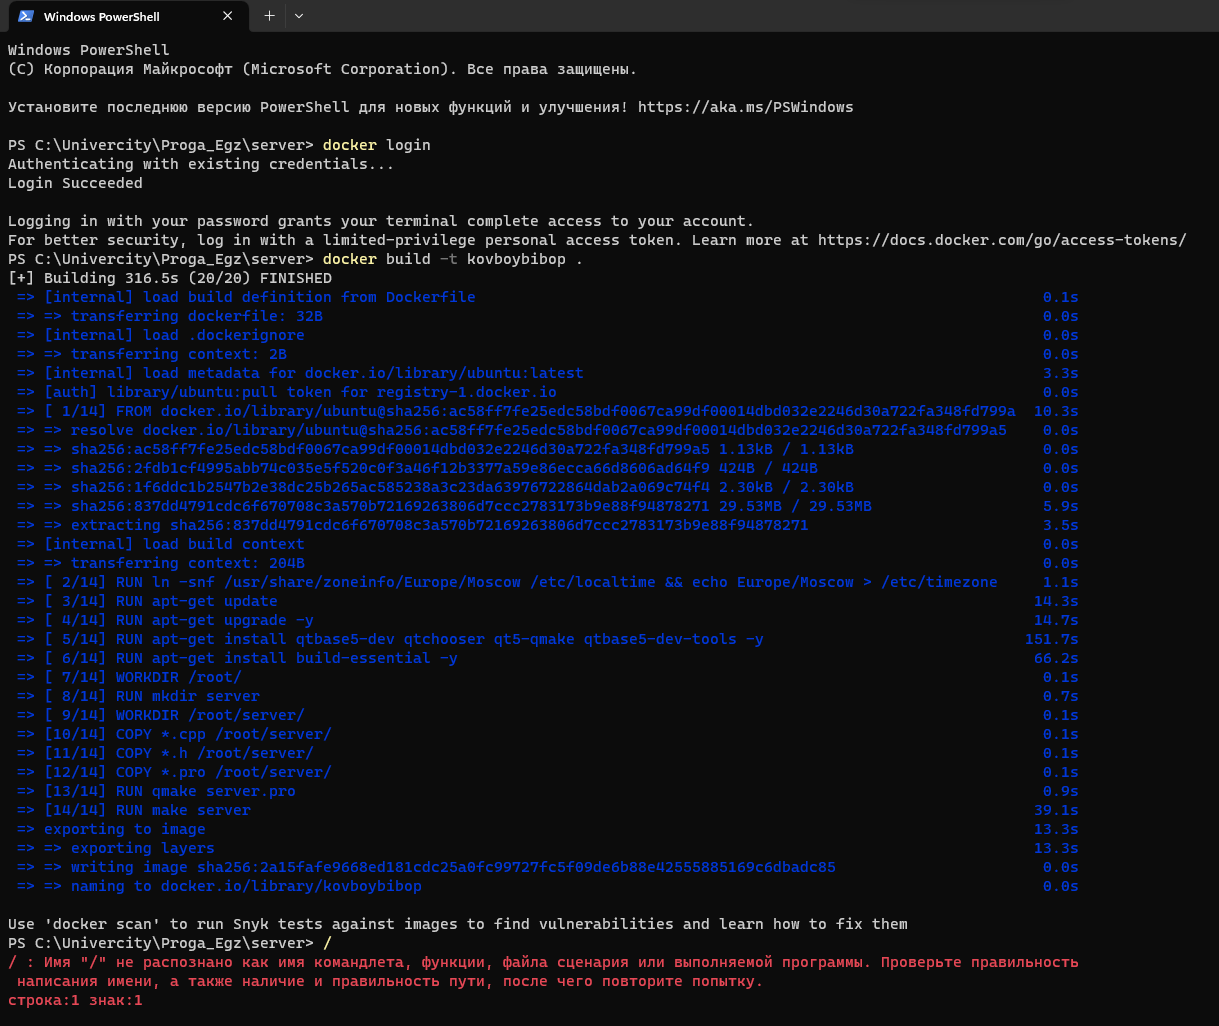 Windows PowerShell
Windows PowerShell
(C) Корпорация Майкрософт (Microsoft Corporation). Все права защищены.
Установите последнюю версию PowerShell для новых функций и улучшения! https://aka.ms/PSWindows
PS C:\Univercity\Proga_Egz\server> docker login
Authenticating with existing credentials...
Login Succeeded
Logging in with your password grants your terminal complete access to your account.
For better security, log in with a limited-privilege personal access token. Learn more at https://docs.docker.com/go/access-tokens/
PS C:\Univercity\Proga_Egz\server> docker build -t kovboybibop .
[+] Building 316.5s (20/20) FINISHED
=> [internal] load build definition from Dockerfile 0.1s
=> => transferring dockerfile: 32B 0.0s
=> [internal] load .dockerignore 0.0s
=> => transferring context: 2B 0.0s
=> [internal] load metadata for docker.io/library/ubuntu:latest 3.3s
=> [auth] library/ubuntu:pull token for registry-1.docker.io 0.0s
=> [ 1/14] FROM docker.io/library/ubuntu@sha256:ac58ff7fe25edc58bdf0067ca99df00014dbd032e2246d30a722fa348fd799a 10.3s
=> => resolve docker.io/library/ubuntu@sha256:ac58ff7fe25edc58bdf0067ca99df00014dbd032e2246d30a722fa348fd799a5 0.0s
=> => sha256:ac58ff7fe25edc58bdf0067ca99df00014dbd032e2246d30a722fa348fd799a5 1.13kB / 1.13kB 0.0s
=> => sha256:2fdb1cf4995abb74c035e5f520c0f3a46f12b3377a59e86ecca66d8606ad64f9 424B / 424B 0.0s
=> => sha256:1f6ddc1b2547b2e38dc25b265ac585238a3c23da63976722864dab2a069c74f4 2.30kB / 2.30kB 0.0s
=> => sha256:837dd4791cdc6f670708c3a570b72169263806d7ccc2783173b9e88f94878271 29.53MB / 29.53MB 5.9s
=> => extracting sha256:837dd4791cdc6f670708c3a570b72169263806d7ccc2783173b9e88f94878271 3.5s
=> [internal] load build context 0.0s
=> => transferring context: 204B 0.0s
=> [ 2/14] RUN ln -snf /usr/share/zoneinfo/Europe/Moscow /etc/localtime && echo Europe/Moscow > /etc/timezone 1.1s
=> [ 3/14] RUN apt-get update 14.3s
=> [ 4/14] RUN apt-get upgrade -y 14.7s
=> [ 5/14] RUN apt-get install qtbase5-dev qtchooser qt5-qmake qtbase5-dev-tools -y 151.7s
=> [ 6/14] RUN apt-get install build-essential -y 66.2s
=> [ 7/14] WORKDIR /root/ 0.1s
=> [ 8/14] RUN mkdir server 0.7s
=> [ 9/14] WORKDIR /root/server/ 0.1s
=> [10/14] COPY *.cpp /root/server/ 0.1s
=> [11/14] COPY *.h /root/server/ 0.1s
=> [12/14] COPY *.pro /root/server/ 0.1s
=> [13/14] RUN qmake server.pro 0.9s
=> [14/14] RUN make server 39.1s
=> exporting to image 13.3s
=> => exporting layers 13.3s
=> => writing image sha256:2a15fafe9668ed181cdc25a0fc99727fc5f09de6b88e42555885169c6dbadc85 0.0s
=> => naming to docker.io/library/kovboybibop 0.0s
Use 'docker scan' to run Snyk tests against images to find vulnerabilities and learn how to fix them
PS C:\Univercity\Proga_Egz\server> /
/ : Имя "/" не распознано как имя командлета, функции, файла сценария или выполняемой программы. Проверьте правильность
написания имени, а также наличие и правильность пути, после чего повторите попытку.
строка:1 знак:1